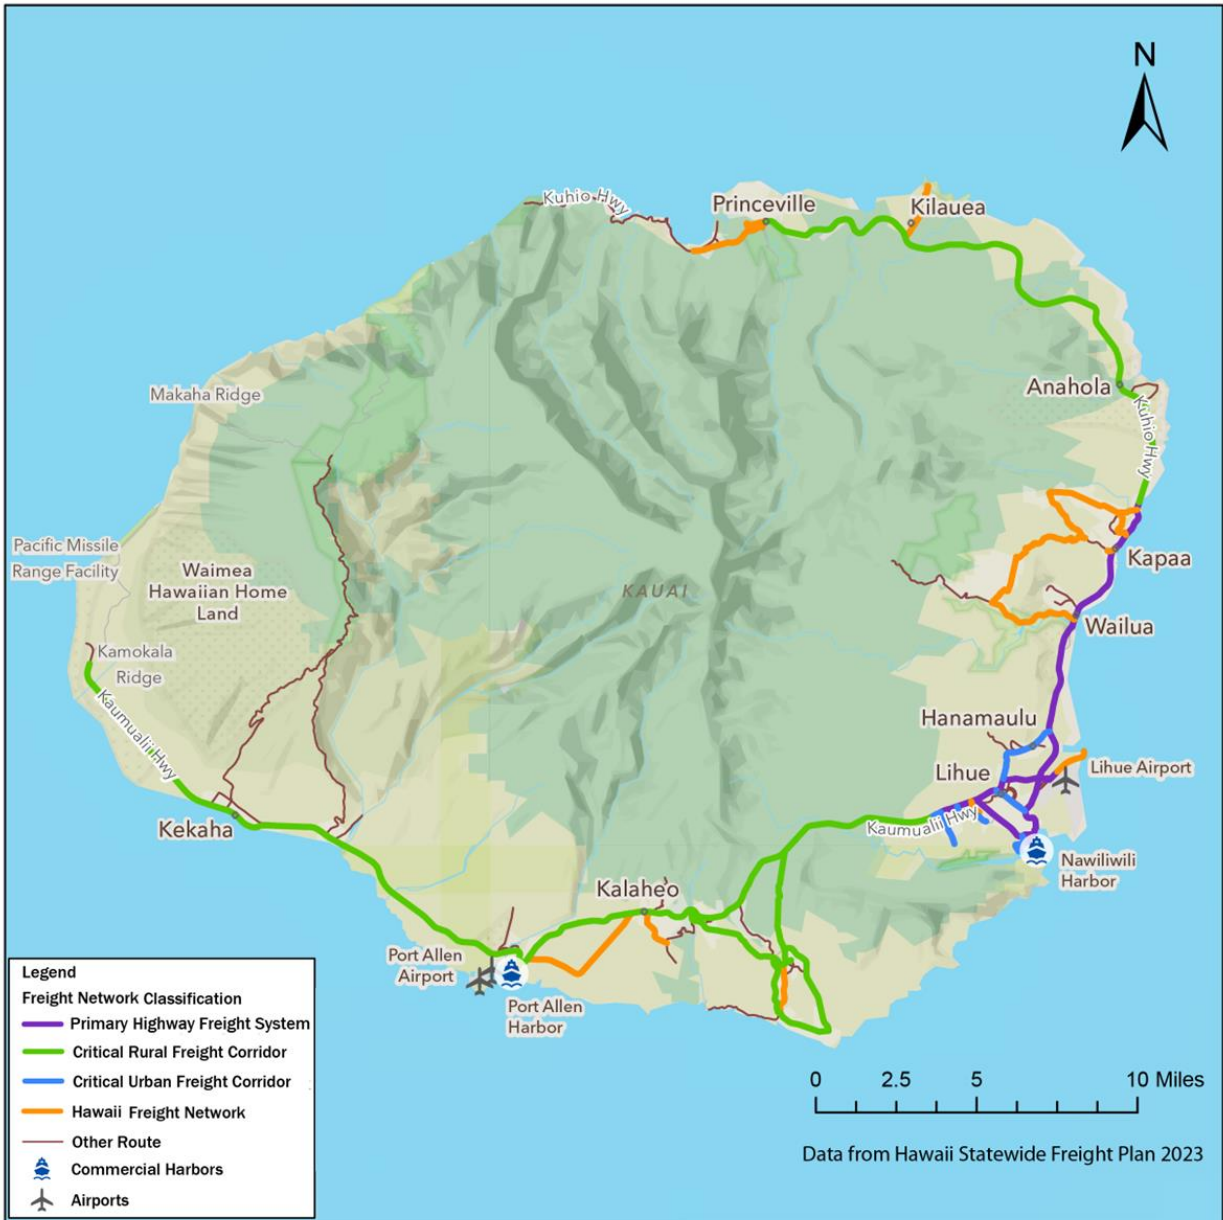 N
Kuhio Hwy
Princeville
Kilauea
Makaha Ridge
Anahola
Kuhio Hwy
Pacific Missile
Range Facility
Waimea
Hawaiian Home
Land
KAUAI
Kapaa
Wailua
Kamokala
Ridge
Kaumualii Hwy
Hanamaulu
Lihue
Lihue Airport
Kekaha
Kaumualii Hwy
Nawiliwili
Harbor
Kalaheo
Port Allen
Airport
Port Allen
Harbor
Legend
Freight Network Classification
Primary Highway Freight System
Critical Rural Freight Corridor
Critical Urban Freight Corridor
Hawaii Freight Network
Other Route
Commercial Harbors
Airports
0 2.5 5 10 Miles
Data from Hawaii Statewide Freight Plan 2023